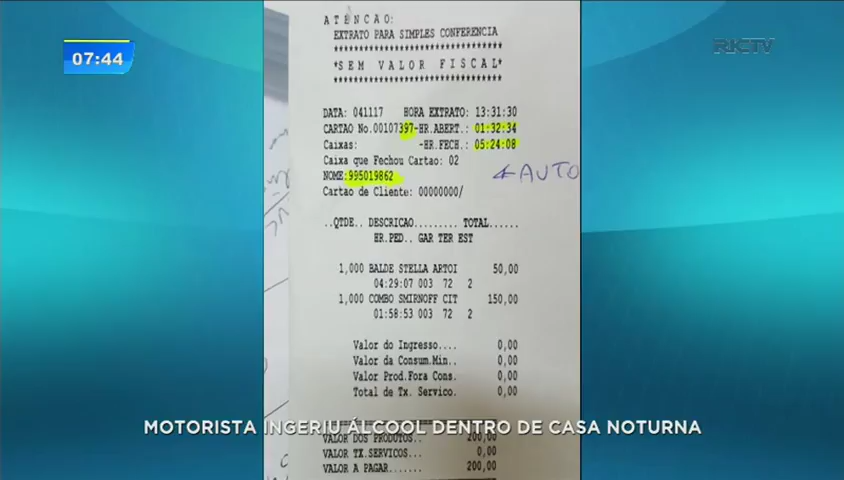 07:44
RICTV
ATENCAO:
EXTRATO PARA SIMPLES CONFERENCIA
********************************
*SEM VALOR FISCAL*
********************************
DATA: 041117 HORA EXTRATO: 13:31:30
CARTAO No.00107397-HR.ABERT.: 01:32:34
Caixas: -HR.FECH.: 05:24:08
Caixa que Fechou Cartao: 02
NOME:995019862
←AUTO
Cartao de Cliente: 00000000/
..QTDE.. DESCRICAO......... TOTAL......
HR.PED.. GAR TER EST
1,000 BALDE STELLA ARTOI 50,00
04:29:07 003 72 2
1,000 COMBO SMIRNOFF CIT 150,00
01:58:53 003 72 2
Valor do Ingresso.... 0,00
Valor da Consum.Min.. 0,00
Valor Prod.Fora Cons. 0,00
Total de Tx. Servico. 0,00
MOTORISTA INGERIU ÁLCOOL DENTRO DE CASA NOTURNA
VALOR DOS PRODUTOS.. 200,00
VALOR TX.SERVICOS... 0,00
VALOR A PAGAR....... 200,00